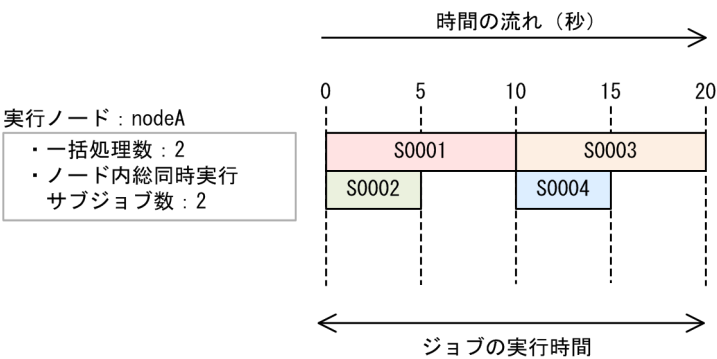 時間の流れ（秒）
0 5 10 15 20
実行ノード：nodeA
・一括処理数：2
・ノード内総同時実行
サブジョブ数：2
S0001 S0003
S0002 S0004
ジョブの実行時間